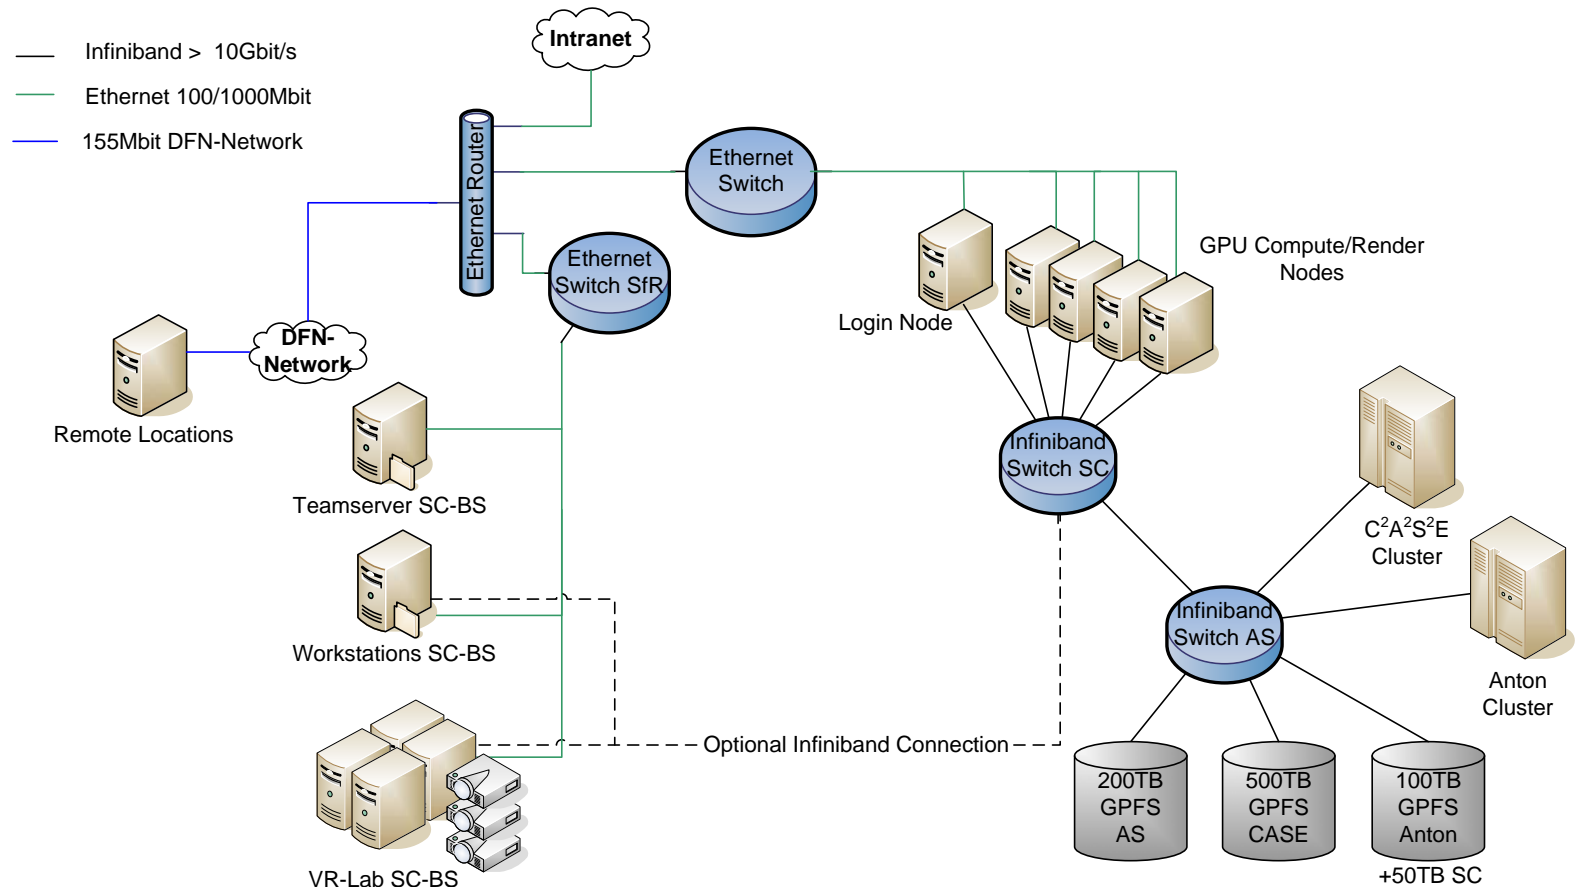 Intranet
Infiniband > 10Gbit/s
Ethernet 100/1000Mbit
155Mbit DFN-Network
Ethernet Router
Ethernet
Switch
Ethernet
Switch SfR
GPU Compute/Render
Nodes
Login Node
DFN-
Network
Remote Locations
Infiniband
Switch SC
Teamserver SC-BS
C²A²S²E
Cluster
Infiniband
Switch AS
Workstations SC-BS
Anton
Cluster
Optional Infiniband Connection
200TB
GPFS
AS
500TB
GPFS
CASE
100TB
GPFS
Anton
+50TB SC
VR-Lab SC-BS